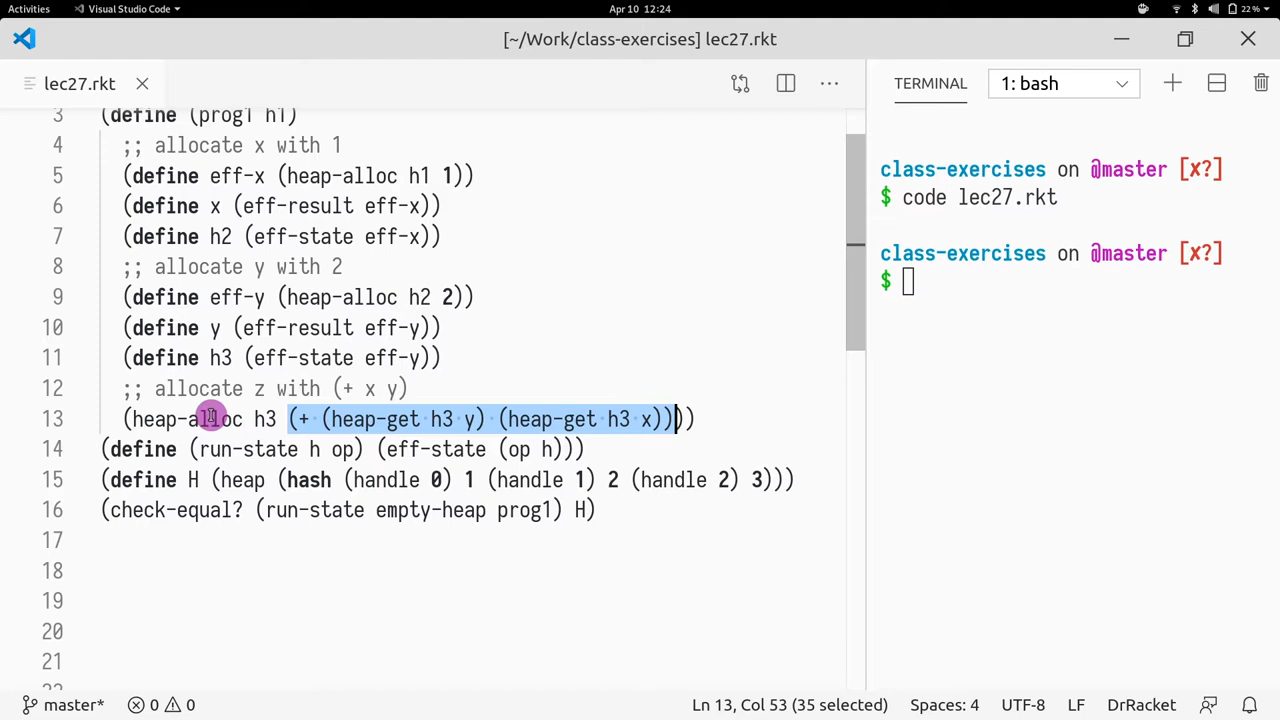 Activities Visual Studio Code Apr 10 12:24 22%
[~/Work/class-exercises] lec27.rkt
lec27.rkt
TERMINAL 1: bash
3 (define (prog1 h1)
4 ;; allocate x with 1
5 (define eff-x (heap-alloc h1 1))
6 (define x (eff-result eff-x))
7 (define h2 (eff-state eff-x))
8 ;; allocate y with 2
9 (define eff-y (heap-alloc h2 2))
10 (define y (eff-result eff-y))
11 (define h3 (eff-state eff-y))
12 ;; allocate z with (+ x y)
13 (heap-alloc h3 (+ (heap-get h3 y) (heap-get h3 x))))
14 (define (run-state h op) (eff-state (op h)))
15 (define H (heap (hash (handle 0) 1 (handle 1) 2 (handle 2) 3)))
16 (check-equal? (run-state empty-heap prog1) H)
17
18
19
20
21
class-exercises on @master [✗?]
$ code lec27.rkt
class-exercises on @master [✗?]
$
master* 0 0 Ln 13, Col 53 (35 selected) Spaces: 4 UTF-8 LF DrRacket